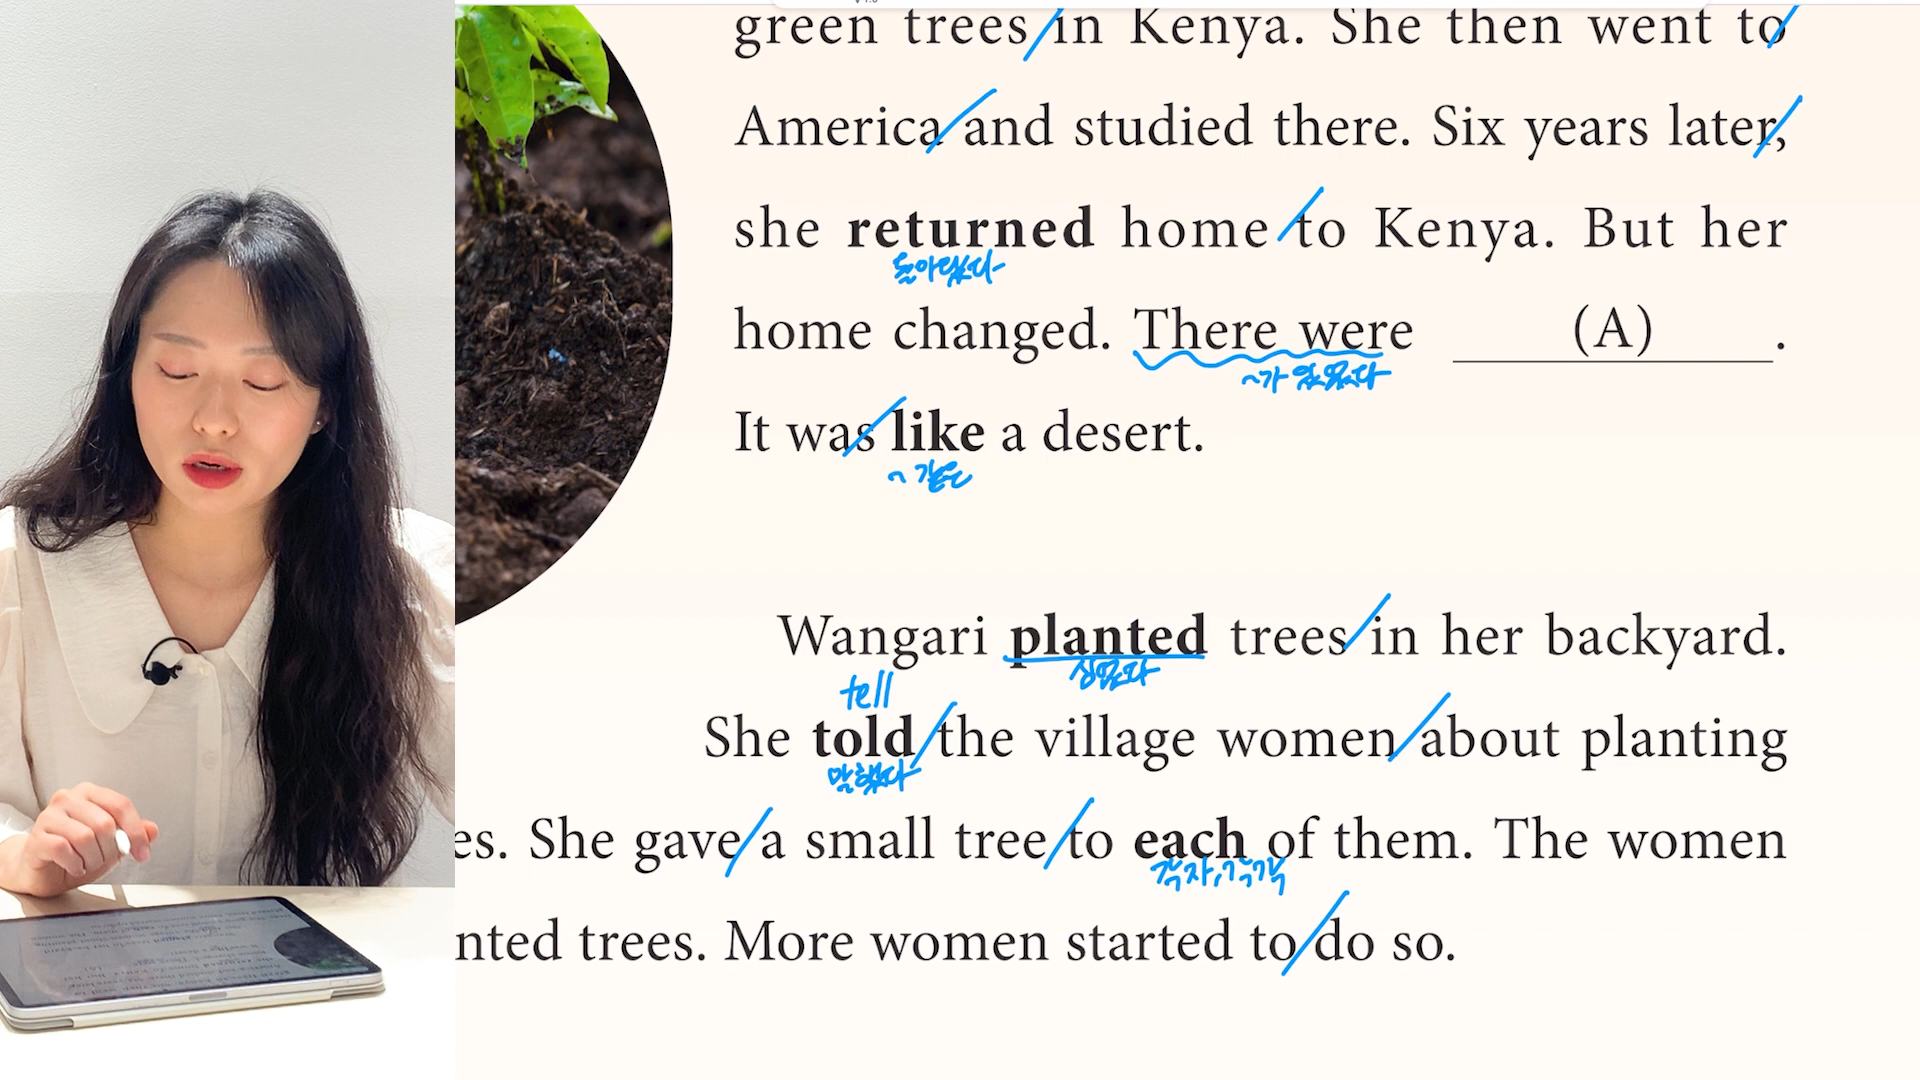 green trees in Kenya. She then went to
America and studied there. Six years later,
she returned home to Kenya. But her
돌아왔다
home changed. There were (A).
~가 있었다
It was like a desert.
~ 같은
Wangari planted trees in her backyard.
심었다
tell
She told the village women about planting
말했다
es. She gave a small tree to each of them. The women
각자, 각각
nted trees. More women started to do so.